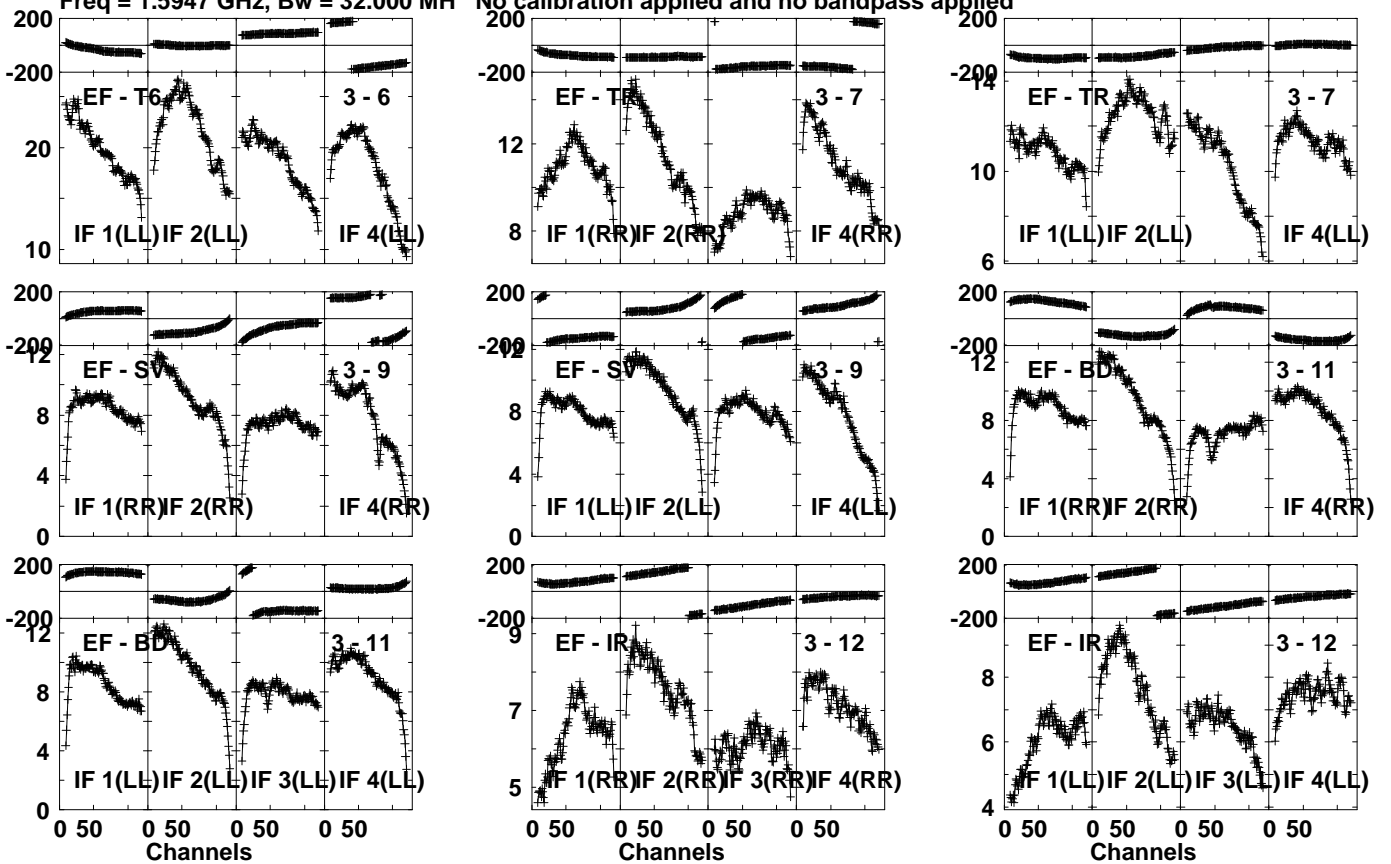 Freq = 1.5947 GHz, Bw = 32.000 MH No calibration applied and no bandpass applied
200 200 200
-200 -200 -200
EF - T6 3 - 6 EF - TR 3 - 7 EF - TR 3 - 7
14
20 12 10
10 8 6
IF 1(LL) IF 2(LL) IF 4(LL) IF 1(RR) IF 2(RR) IF 4(RR) IF 1(LL) IF 2(LL) IF 4(LL)
200 200 200
-200 -200 -200
12 12 12
EF - SV 3 - 9 EF - SV 3 - 9 EF - BD 3 - 11
8 8 8
4 4 4
IF 1(RR) IF 2(RR) IF 4(RR) IF 1(LL) IF 2(LL) IF 4(LL) IF 1(RR) IF 2(RR) IF 4(RR)
0 0 0
200 200 200
-200 -200 -200
12 9
EF - BD 3 - 11 EF - IR 3 - 12 EF - IR 3 - 12
8 7 8
4 5 6
IF 1(LL) IF 2(LL) IF 3(LL) IF 4(LL) IF 1(RR) IF 2(RR) IF 3(RR) IF 4(RR) IF 1(LL) IF 2(LL) IF 3(LL) IF 4(LL)
0 4
0 50 0 50 0 50 0 50 0 50 0 50 0 50 0 50 0 50 0 50 0 50 0 50
Channels Channels Channels